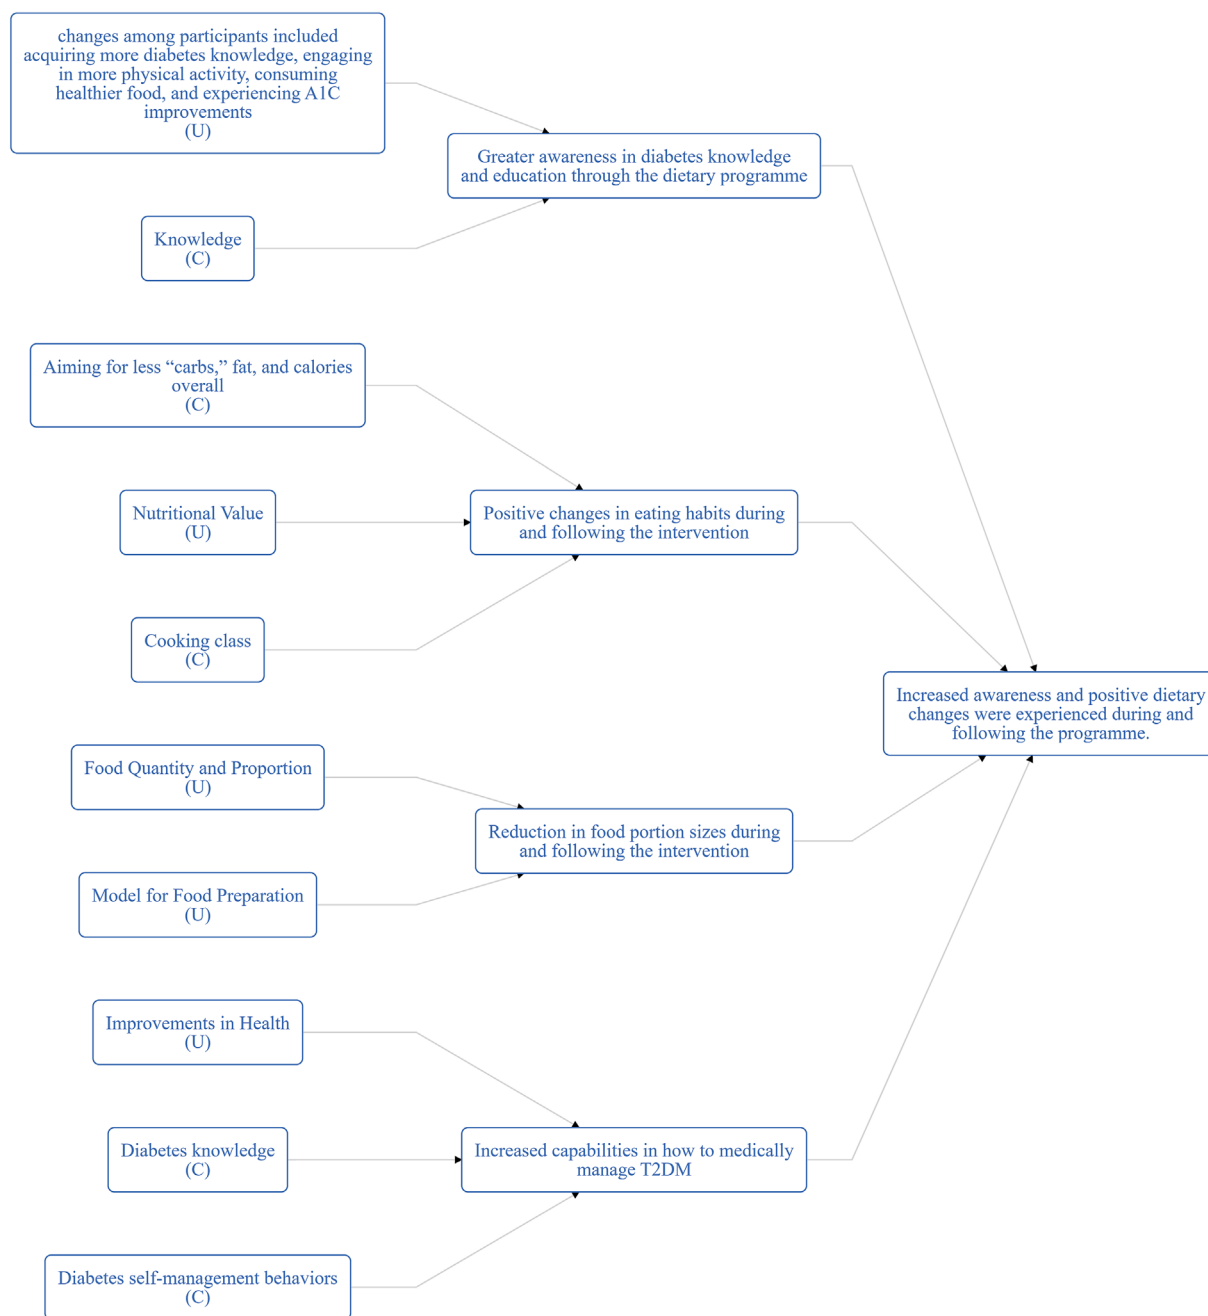 changes among participants included
acquiring more diabetes knowledge, engaging
in more physical activity, consuming
healthier food, and experiencing A1C
improvements
(U)
Greater awareness in diabetes knowledge
and education through the dietary programme
Knowledge
(C)
Aiming for less “carbs,” fat, and calories
overall
(C)
Nutritional Value
(U)
Positive changes in eating habits during
and following the intervention
Cooking class
(C)
Increased awareness and positive dietary
changes were experienced during and
following the programme.
Food Quantity and Proportion
(U)
Reduction in food portion sizes during
and following the intervention
Model for Food Preparation
(U)
Improvements in Health
(U)
Diabetes knowledge
(C)
Increased capabilities in how to medically
manage T2DM
Diabetes self-management behaviors
(C)